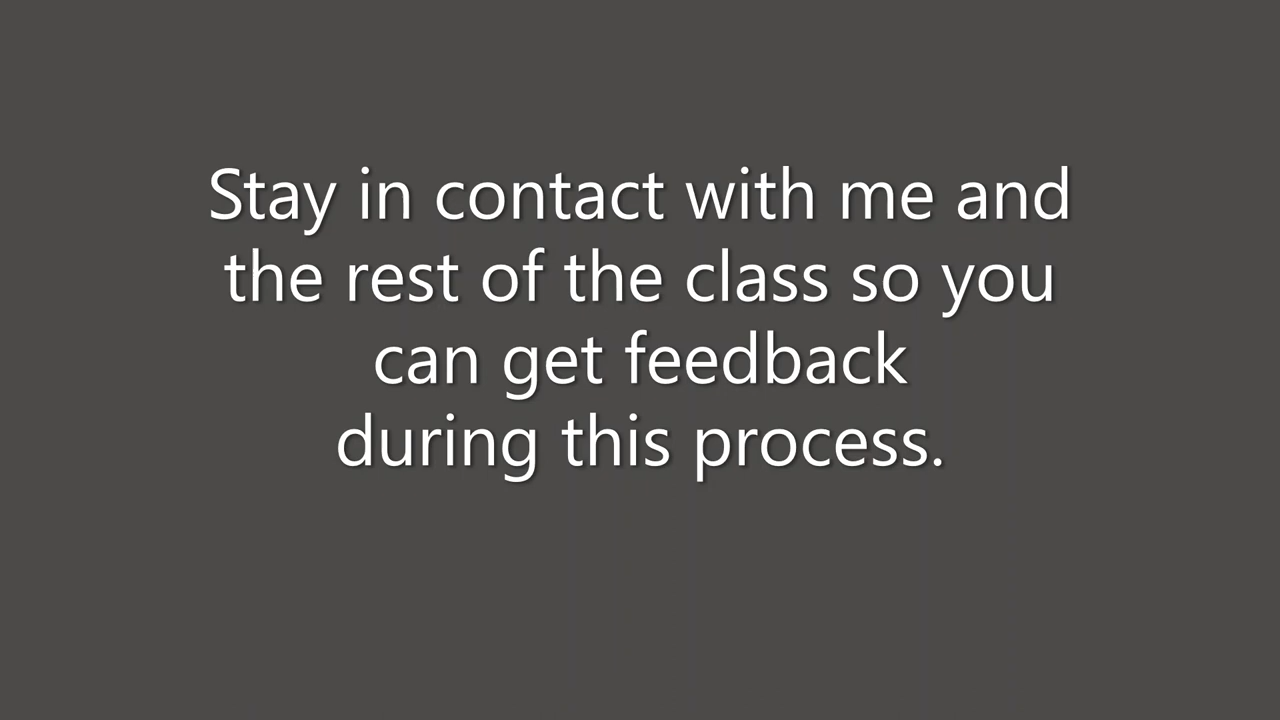 Stay in contact with me and
the rest of the class so you
can get feedback
during this process.